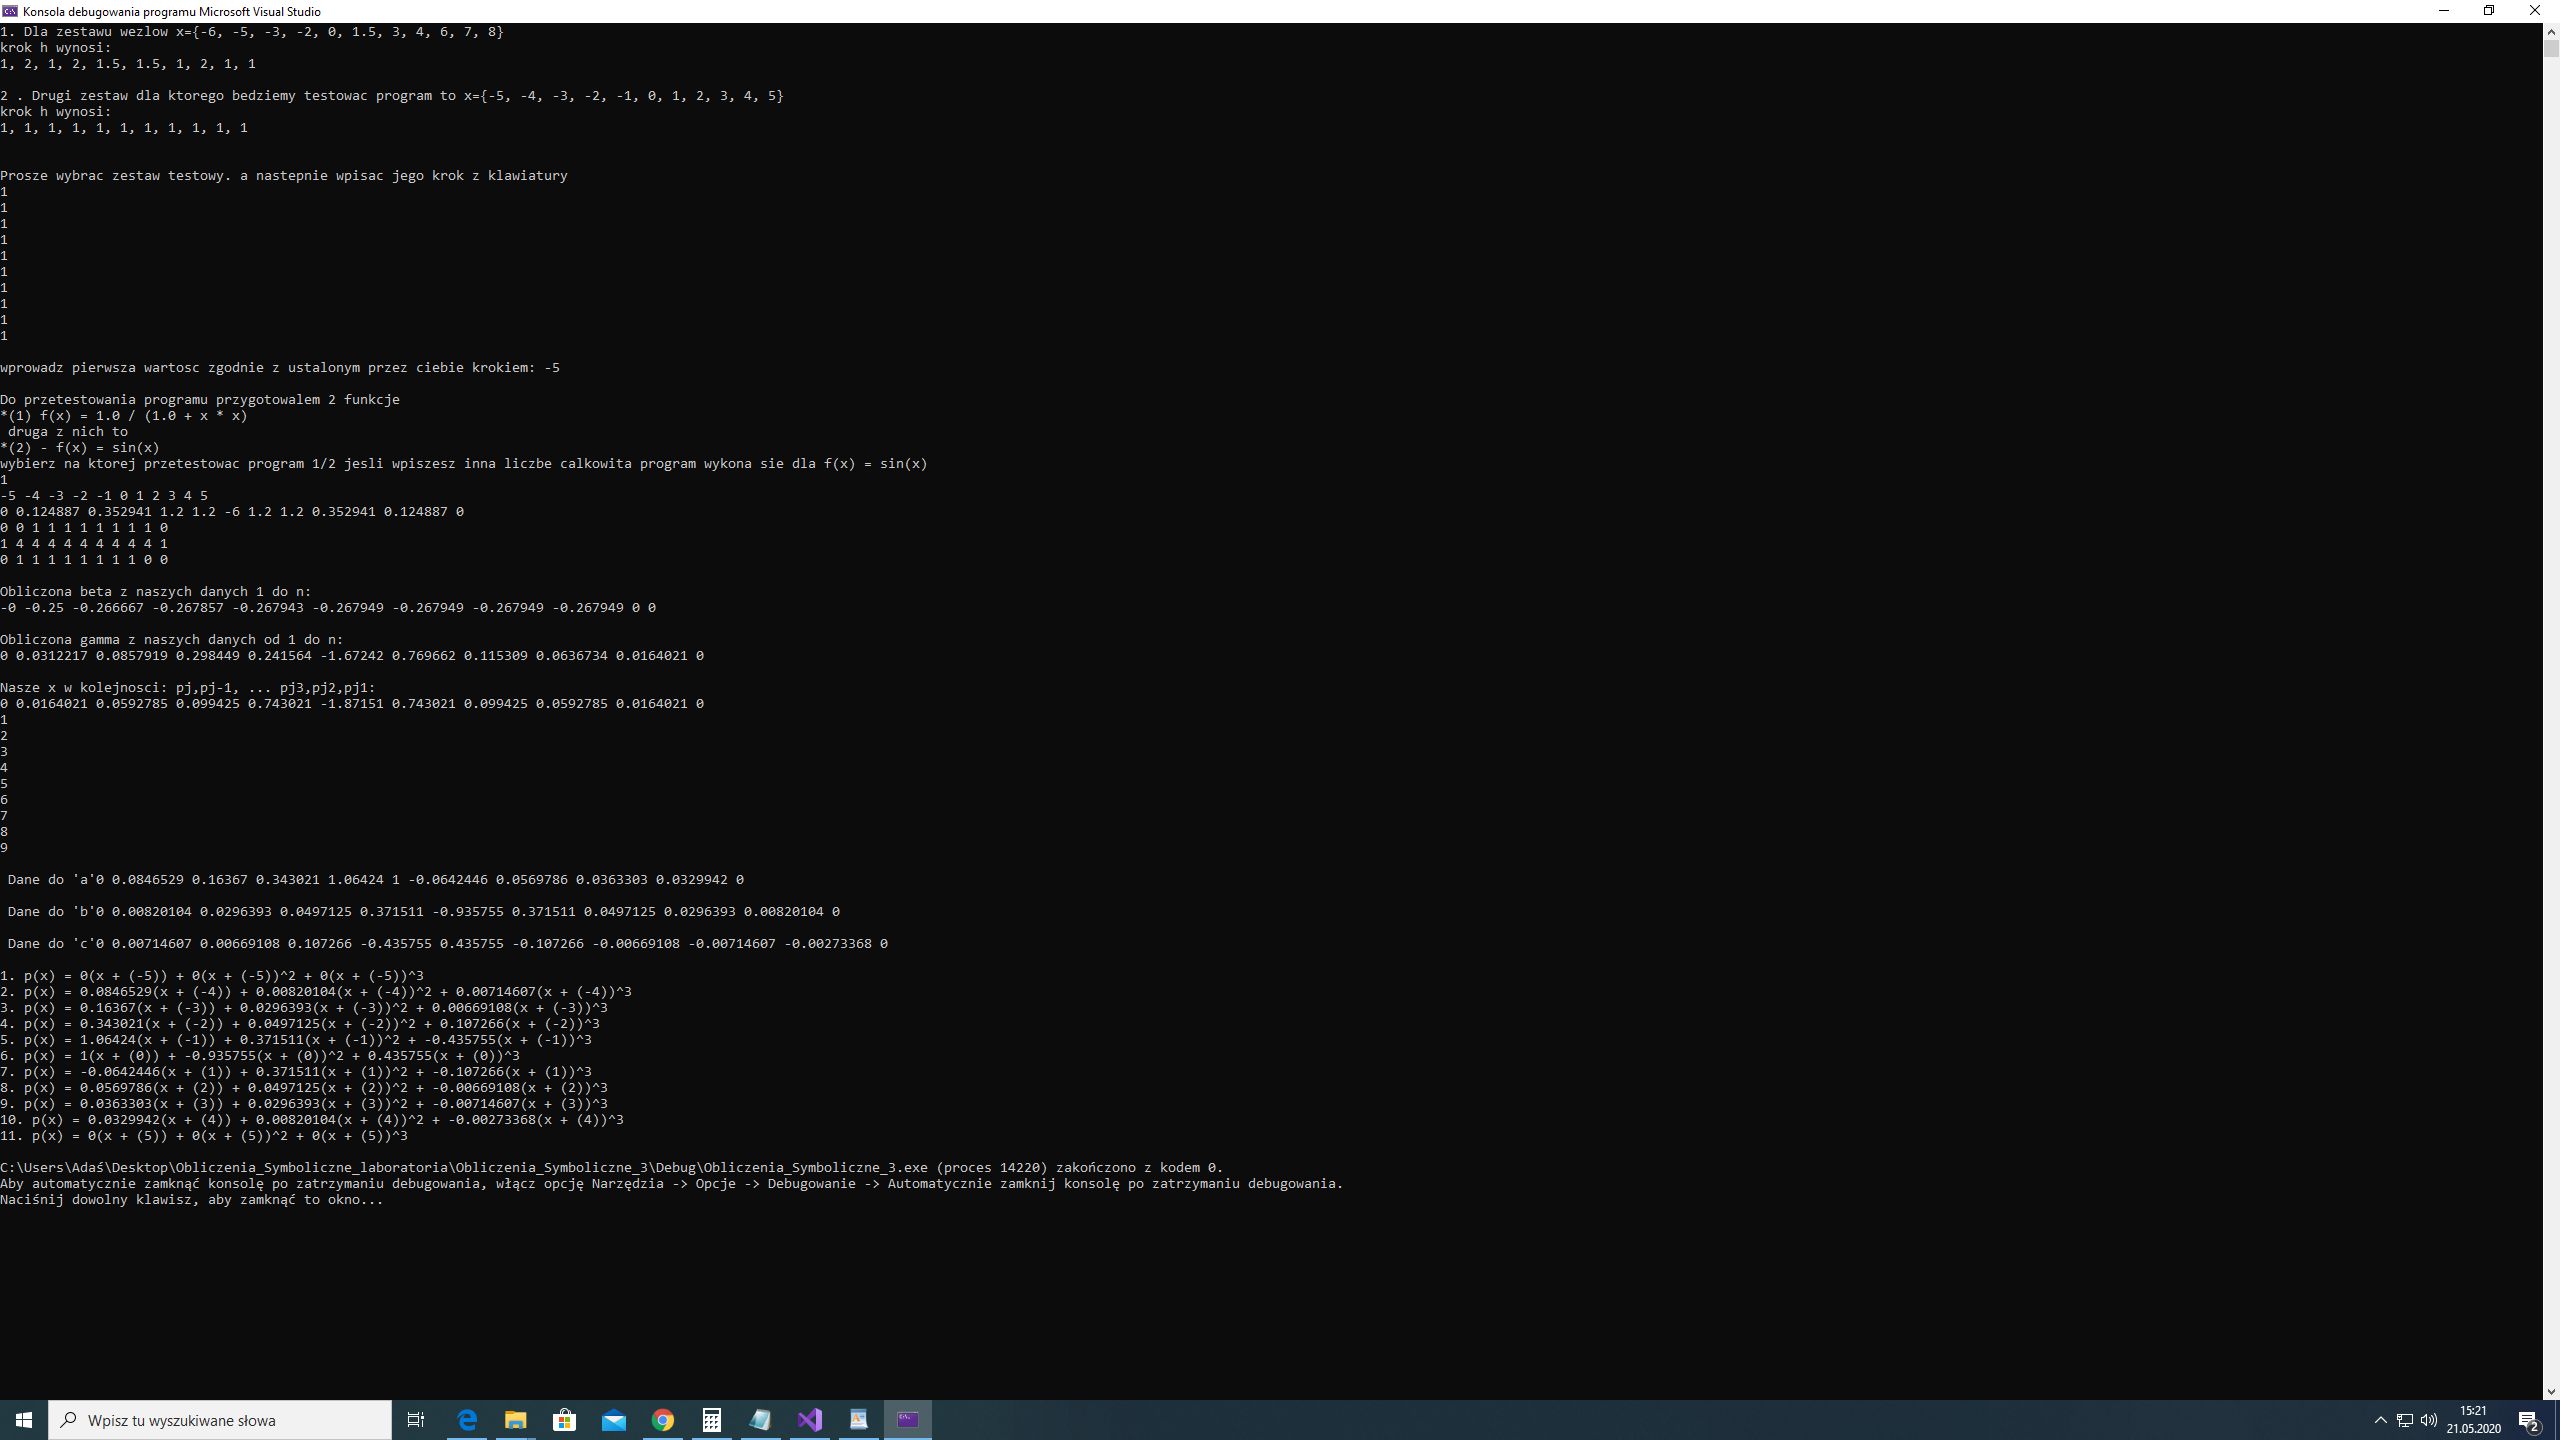 Konsola debugowania programu Microsoft Visual Studio
1. Dla zestawu wezlow x={-6, -5, -3, -2, 0, 1.5, 3, 4, 6, 7, 8}
krok h wynosi:
1, 2, 1, 2, 1.5, 1.5, 1, 2, 1, 1
2 . Drugi zestaw dla ktorego bedziemy testowac program to x={-5, -4, -3, -2, -1, 0, 1, 2, 3, 4, 5}
krok h wynosi:
1, 1, 1, 1, 1, 1, 1, 1, 1, 1, 1
Prosze wybrac zestaw testowy. a nastepnie wpisac jego krok z klawiatury
1
1
1
1
1
1
1
1
1
1
wprowadz pierwsza wartosc zgodnie z ustalonym przez ciebie krokiem: -5
Do przetestowania programu przygotowalem 2 funkcje
*(1) f(x) = 1.0 / (1.0 + x * x)
druga z nich to
*(2) - f(x) = sin(x)
wybierz na ktorej przetestowac program 1/2 jesli wpiszesz inna liczbe calkowita program wykona sie dla f(x) = sin(x)
1
-5 -4 -3 -2 -1 0 1 2 3 4 5
0 0.124887 0.352941 1.2 1.2 -6 1.2 1.2 0.352941 0.124887 0
0 0 1 1 1 1 1 1 1 1 0
1 4 4 4 4 4 4 4 4 4 1
0 1 1 1 1 1 1 1 1 0 0
Obliczona beta z naszych danych 1 do n:
-0 -0.25 -0.266667 -0.267857 -0.267943 -0.267949 -0.267949 -0.267949 -0.267949 0 0
Obliczona gamma z naszych danych od 1 do n:
0 0.0312217 0.0857919 0.298449 0.241564 -1.67242 0.769662 0.115309 0.0636734 0.0164021 0
Nasze x w kolejnosci: pj,pj-1, ... pj3,pj2,pj1:
0 0.0164021 0.0592785 0.099425 0.743021 -1.87151 0.743021 0.099425 0.0592785 0.0164021 0
1
2
3
4
5
6
7
8
9
Dane do 'a'0 0.0846529 0.16367 0.343021 1.06424 1 -0.0642446 0.0569786 0.0363303 0.0329942 0
Dane do 'b'0 0.00820104 0.0296393 0.0497125 0.371511 -0.935755 0.371511 0.0497125 0.0296393 0.00820104 0
Dane do 'c'0 0.00714607 0.00669108 0.107266 -0.435755 0.435755 -0.107266 -0.00669108 -0.00714607 -0.00273368 0
1. p(x) = 0(x + (-5)) + 0(x + (-5))^2 + 0(x + (-5))^3
2. p(x) = 0.0846529(x + (-4)) + 0.00820104(x + (-4))^2 + 0.00714607(x + (-4))^3
3. p(x) = 0.16367(x + (-3)) + 0.0296393(x + (-3))^2 + 0.00669108(x + (-3))^3
4. p(x) = 0.343021(x + (-2)) + 0.0497125(x + (-2))^2 + 0.107266(x + (-2))^3
5. p(x) = 1.06424(x + (-1)) + 0.371511(x + (-1))^2 + -0.435755(x + (-1))^3
6. p(x) = 1(x + (0)) + -0.935755(x + (0))^2 + 0.435755(x + (0))^3
7. p(x) = -0.0642446(x + (1)) + 0.371511(x + (1))^2 + -0.107266(x + (1))^3
8. p(x) = 0.0569786(x + (2)) + 0.0497125(x + (2))^2 + -0.00669108(x + (2))^3
9. p(x) = 0.0363303(x + (3)) + 0.0296393(x + (3))^2 + -0.00714607(x + (3))^3
10. p(x) = 0.0329942(x + (4)) + 0.00820104(x + (4))^2 + -0.00273368(x + (4))^3
11. p(x) = 0(x + (5)) + 0(x + (5))^2 + 0(x + (5))^3
C:\Users\Adaś\Desktop\Obliczenia_Symboliczne_laboratoria\Obliczenia_Symboliczne_3\Debug\Obliczenia_Symboliczne_3.exe (proces 14220) zakończono z kodem 0.
Aby automatycznie zamknąć konsolę po zatrzymaniu debugowania, włącz opcję Narzędzia -> Opcje -> Debugowanie -> Automatycznie zamknij konsolę po zatrzymaniu debugowania.
Naciśnij dowolny klawisz, aby zamknąć to okno...
Wpisz tu wyszukiwane słowa
15:21
21.05.2020
2